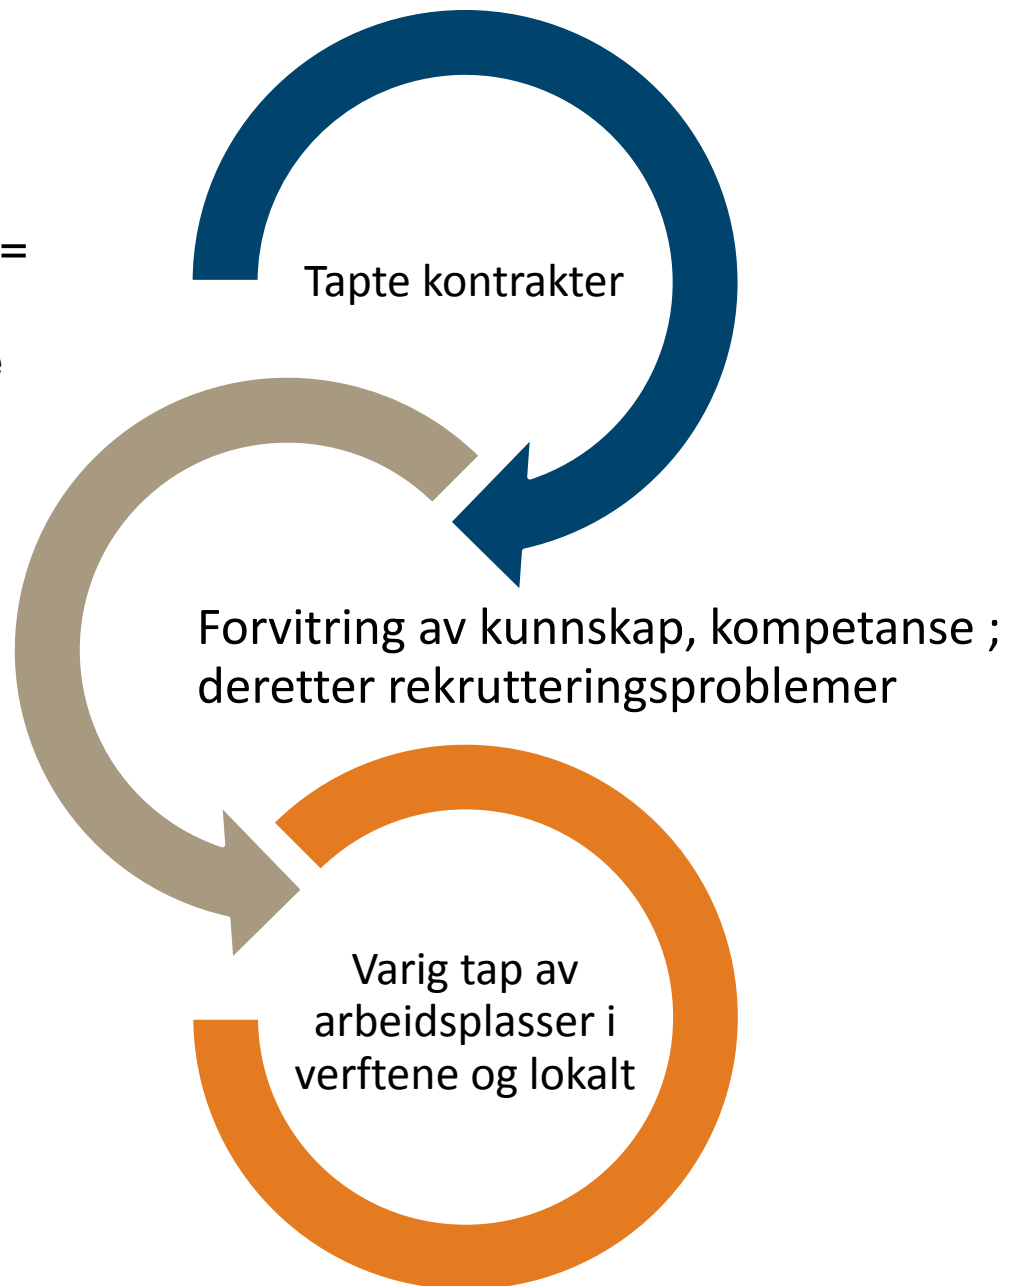 =
Tapte kontrakter
Forvitring av kunnskap, kompetanse ;
deretter rekrutteringsproblemer
Varig tap av
arbeidsplasser i
verftene og lokalt